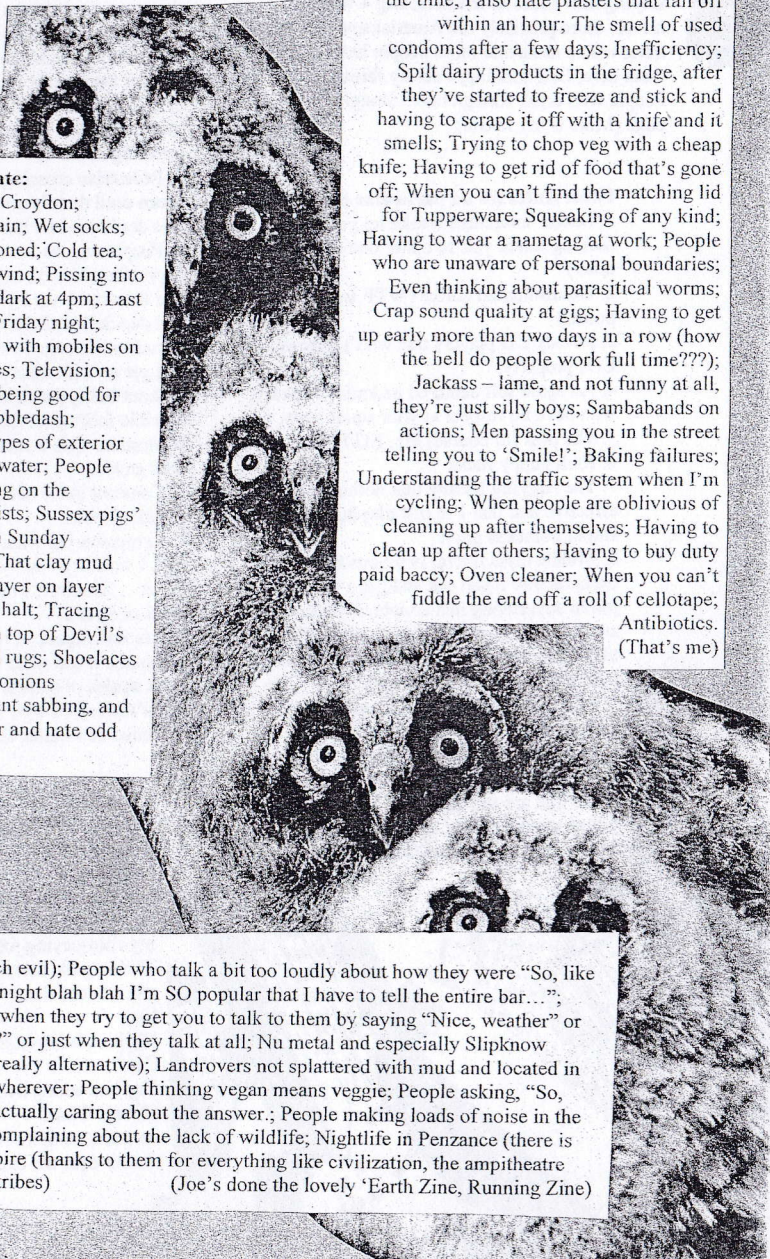 ate:
Croydon;
ain; Wet socks;
oned; Cold tea;
wind; Pissing into
dark at 4pm; Last
Friday night;
with mobiles on
es; Television;
being good for
bbledash;
ypes of exterior
water; People
ng on the
ists; Sussex pigs'
Sunday
That clay mud
ayer on layer
halt; Tracing
top of Devil's
rugs; Shoelaces
onions
nt sabbing, and
r and hate odd
the time; I also hate plasters that fall off
within an hour; The smell of used
condoms after a few days; Inefficiency;
Spilt dairy products in the fridge, after
they've started to freeze and stick and
having to scrape it off with a knife and it
smells; Trying to chop veg with a cheap
knife; Having to get rid of food that's gone
off; When you can't find the matching lid
for Tupperware; Squeaking of any kind;
Having to wear a nametag at work; People
who are unaware of personal boundaries;
Even thinking about parasitical worms;
Crap sound quality at gigs; Having to get
up early more than two days in a row (how
the hell do people work full time???);
Jackass – lame, and not funny at all,
they're just silly boys; Sambabands on
actions; Men passing you in the street
telling you to 'Smile!'; Baking failures;
Understanding the traffic system when I'm
cycling; When people are oblivious of
cleaning up after themselves; Having to
clean up after others; Having to buy duty
paid baccy; Oven cleaner; When you can't
fiddle the end off a roll of cellotape;
Antibiotics.
(That's me)
h evil); People who talk a bit too loudly about how they were "So, like
night blah blah I'm SO popular that I have to tell the entire bar…";
when they try to get you to talk to them by saying "Nice, weather" or
" or just when they talk at all; Nu metal and especially Slipknow
really alternative); Landrovers not splattered with mud and located in
wherever; People thinking vegan means veggie; People asking, "So,
ctually caring about the answer.; People making loads of noise in the
omplaining about the lack of wildlife; Nightlife in Penzance (there is
pire (thanks to them for everything like civilization, the ampitheatre
tribes) (Joe's done the lovely 'Earth Zine, Running Zine)